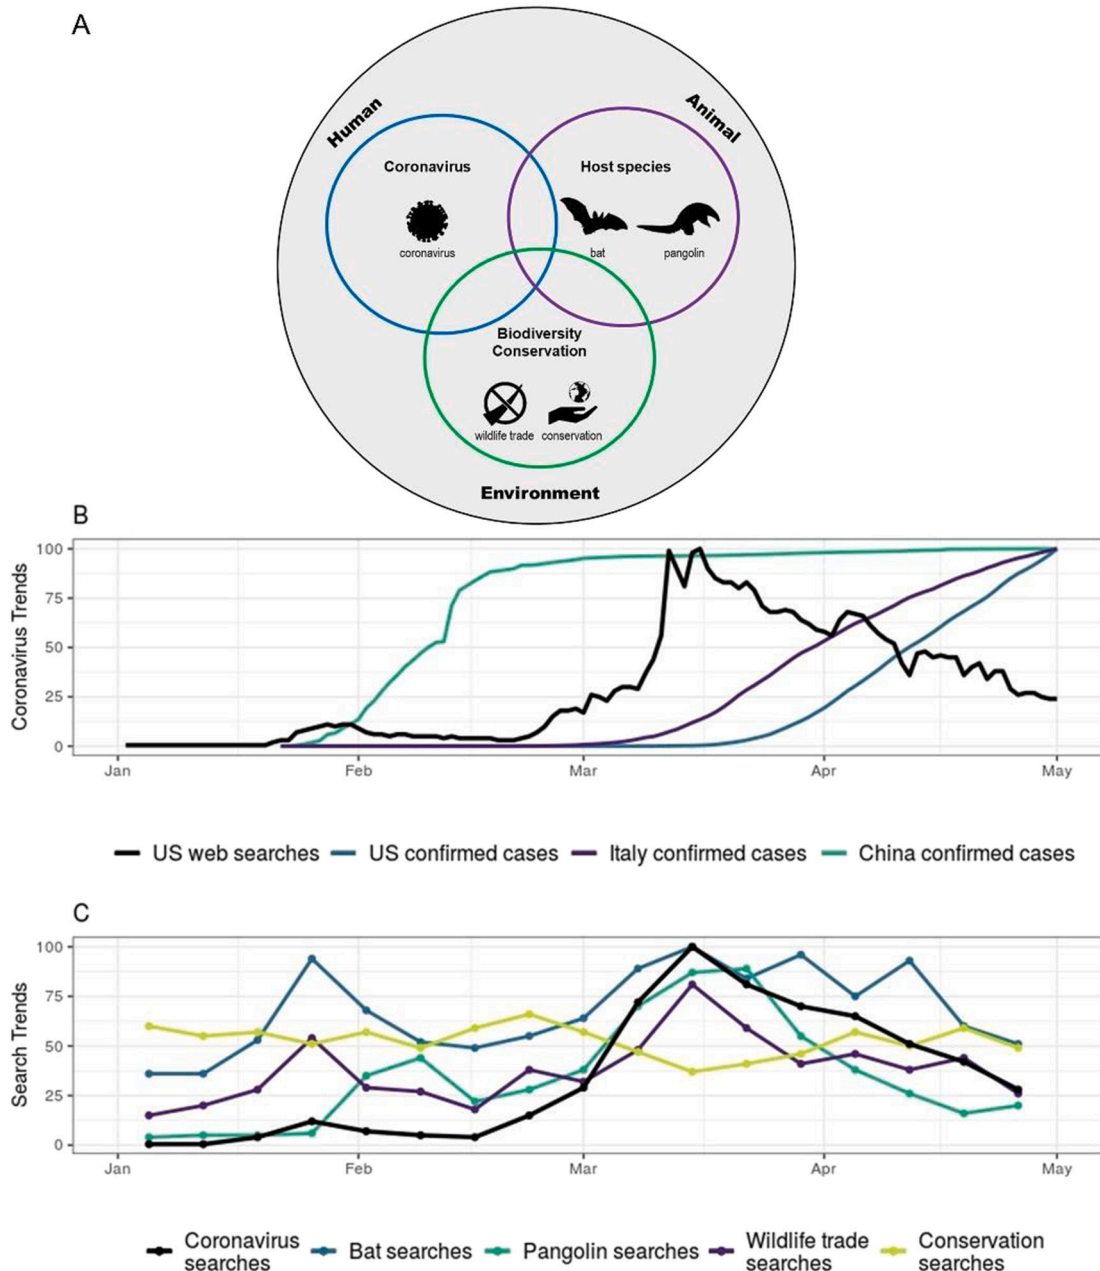 A
Human
Animal
Coronavirus
Host species
coronavirus
bat
pangolin
Biodiversity
Conservation
wildlife trade
conservation
Environment
B
Coronavirus Trends
100
75
50
25
0
Jan
Feb
Mar
Apr
May
US web searches
US confirmed cases
Italy confirmed cases
China confirmed cases
C
Search Trends
100
75
50
25
0
Jan
Feb
Mar
Apr
May
Coronavirus
searches
Bat searches
Pangolin searches
Wildlife trade
searches
Conservation
searches